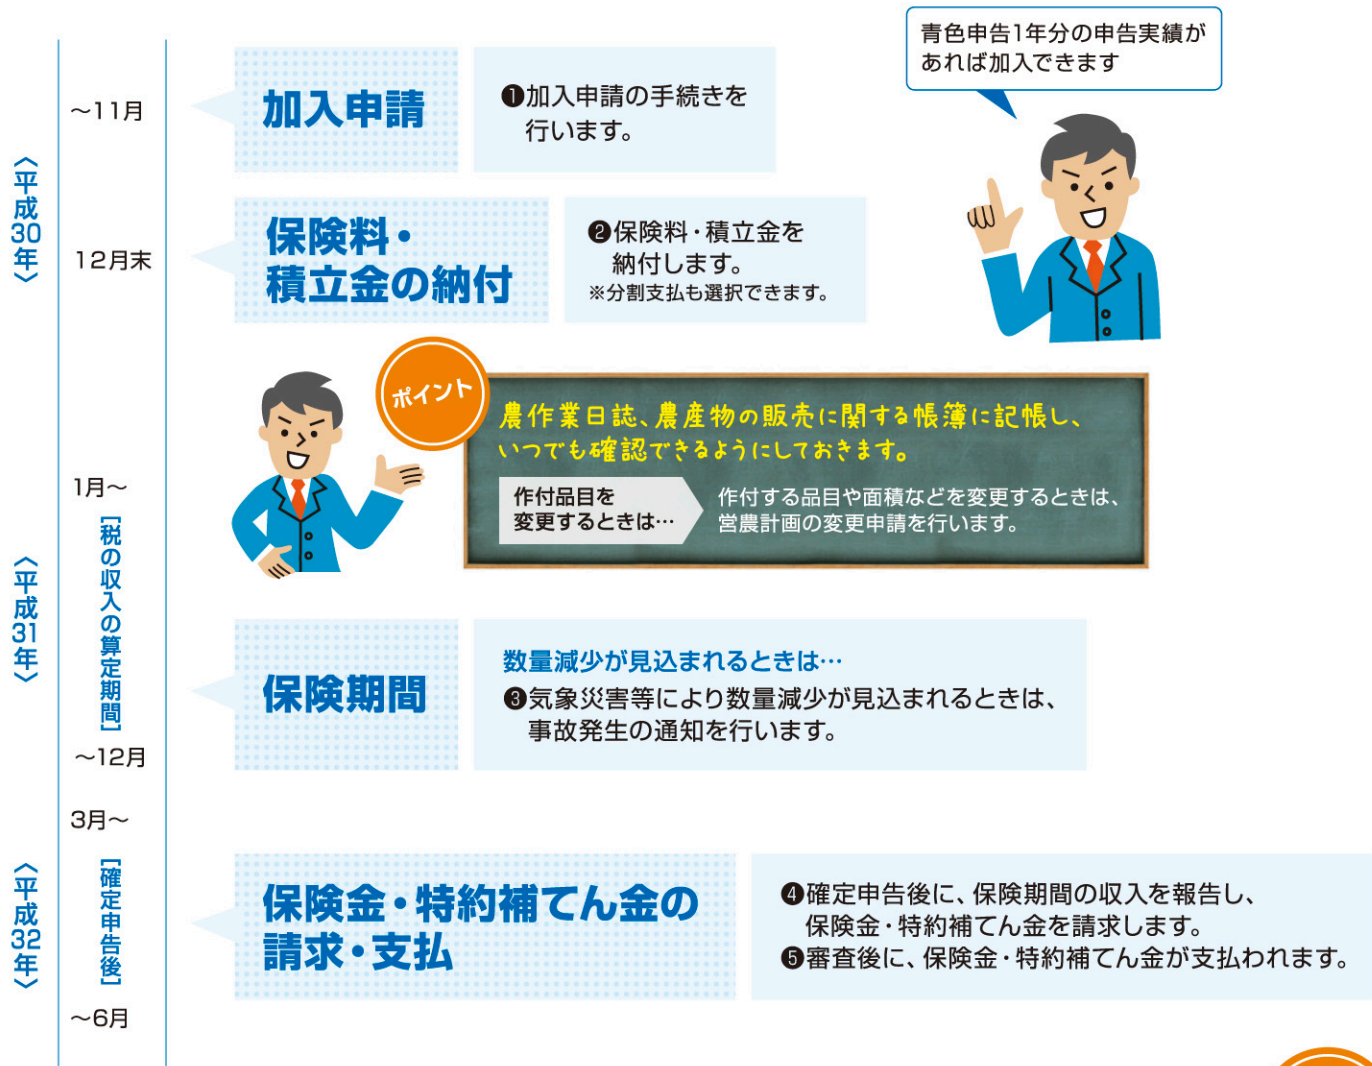 青色申告1年分の申告実績が
あれば加入できます
〈平成30年〉
～11月
加入申請
❶加入申請の手続きを
行います。
12月末
保険料・
積立金の納付
❷保険料・積立金を
納付します。
※分割支払も選択できます。
ポイント
農作業日誌、農産物の販売に関する帳簿に記帳し、
いつでも確認できるようにしておきます。
作付品目を
変更するときは…
作付する品目や面積などを変更するときは、
営農計画の変更申請を行います。
〈平成31年〉
1月～
［税の収入の算定期間］
～12月
保険期間
数量減少が見込まれるときは…
❸気象災害等により数量減少が見込まれるときは、
事故発生の通知を行います。
〈平成32年〉
3月～
［確定申告後］
～6月
保険金・特約補てん金の
請求・支払
❹確定申告後に、保険期間の収入を報告し、
保険金・特約補てん金を請求します。
❺審査後に、保険金・特約補てん金が支払われます。